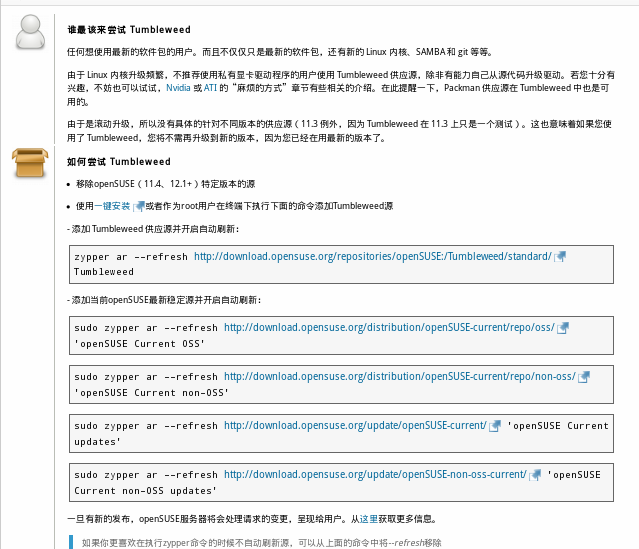 谁最该来尝试 Tumbleweed
任何想使用最新的软件包的用户。而且不仅仅只是最新的软件包，还有新的 Linux 内核、SAMBA 和 git 等等。
由于 Linux 内核升级频繁，不推荐使用私有显卡驱动程序的用户使用 Tumbleweed 供应源，除非有能力自己从源代码升级驱动。若您十分有
兴趣，不妨也可以试试，Nvidia 或 ATI 的“麻烦的方式”章节有些相关的介绍。在此提醒一下，Packman 供应源在 Tumbleweed 中也是可
用的。
由于是滚动升级，所以没有具体的针对不同版本的供应源（11.3 例外，因为 Tumbleweed 在 11.3 上只是一个测试）。这也意味着如果您使
用了 Tumbleweed，您将不需再升级到新的版本，因为您已经在用最新的版本了。
如何尝试 Tumbleweed
• 移除openSUSE（11.4、12.1+）特定版本的源
• 使用一键安装 或者作为root用户在终端下执行下面的命令添加Tumbleweed源
- 添加 Tumbleweed 供应源并开启自动刷新：
zypper ar --refresh http://download.opensuse.org/repositories/openSUSE:/Tumbleweed/standard/
Tumbleweed
- 添加当前openSUSE最新稳定源并开启自动刷新：
sudo zypper ar --refresh http://download.opensuse.org/distribution/openSUSE-current/repo/oss/
'openSUSE Current OSS'
sudo zypper ar --refresh http://download.opensuse.org/distribution/openSUSE-current/repo/non-oss/
'openSUSE Current non-OSS'
sudo zypper ar --refresh http://download.opensuse.org/update/openSUSE-current/ 'openSUSE Current
updates'
sudo zypper ar --refresh http://download.opensuse.org/update/openSUSE-non-oss-current/ 'openSUSE
Current non-OSS updates'
一旦有新的发布，openSUSE服务器将会处理请求的变更，呈现给用户。从这里获取更多信息。
如果你更喜欢在执行zypper命令的时候不自动刷新源，可以从上面的命令中将--refresh移除